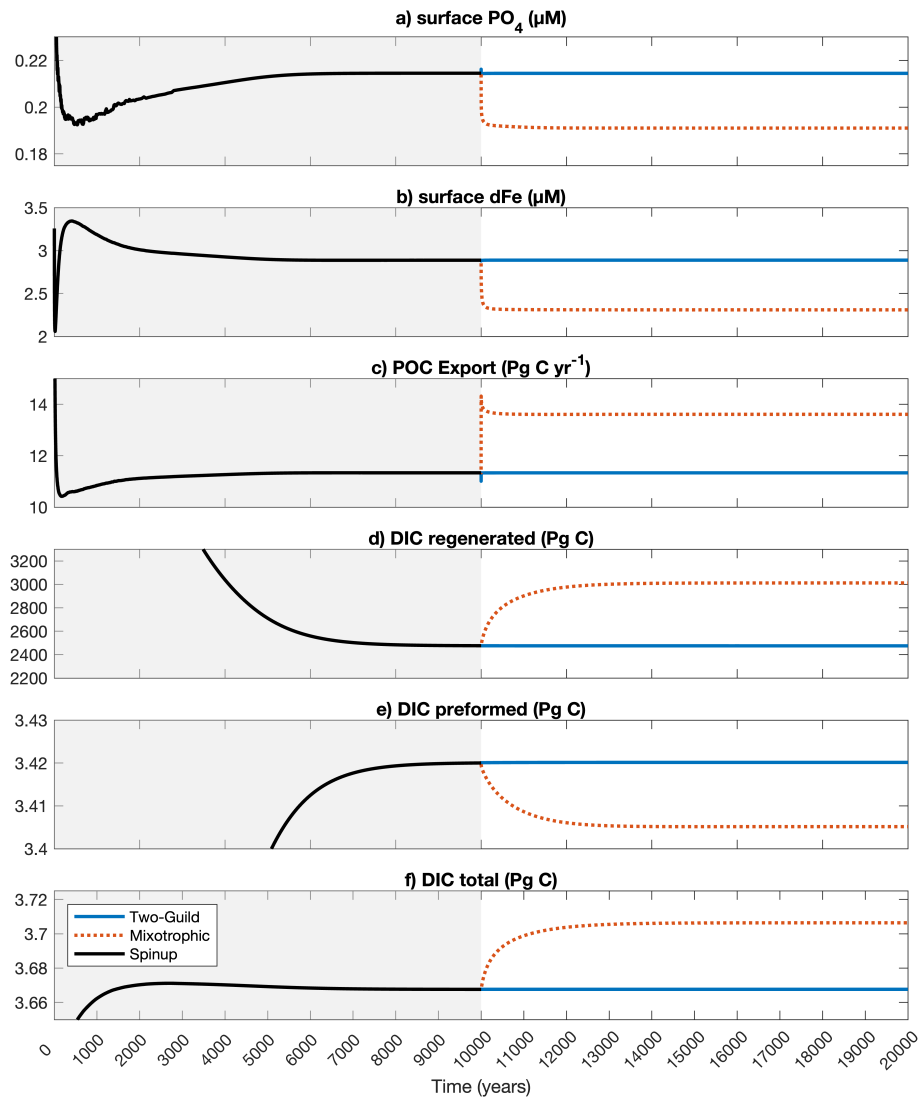 a) surface PO4 (µM)
0.22
0.2
0.18
b) surface dFe (µM)
3.5
3
2.5
2
c) POC Export (Pg C yr-1)
14
12
10
d) DIC regenerated (Pg C)
3200
3000
2800
2600
2400
2200
e) DIC preformed (Pg C)
3.43
3.42
3.41
3.4
f) DIC total (Pg C)
3.72
3.7
3.68
3.66
Two-Guild
Mixotrophic
Spinup
0 1000 2000 3000 4000 5000 6000 7000 8000 9000 10000 11000 12000 13000 14000 15000 16000 17000 18000 19000 20000
Time (years)